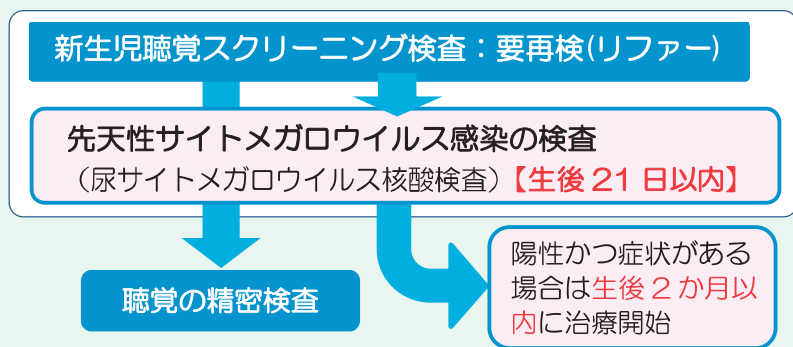 新生児聴覚スクリーニング検査：要再検(リファー)
先天性サイトメガロウイルス感染の検査
（尿サイトメガロウイルス核酸検査）【生後 21 日以内】
聴覚の精密検査
陽性かつ症状がある
場合は生後 2 か月以
内に治療開始